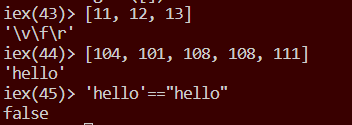 iex(43)> [11, 12, 13]
'\v\f\r'
iex(44)> [104, 101, 108, 108, 111]
'hello'
iex(45)> 'hello'=="hello"
false